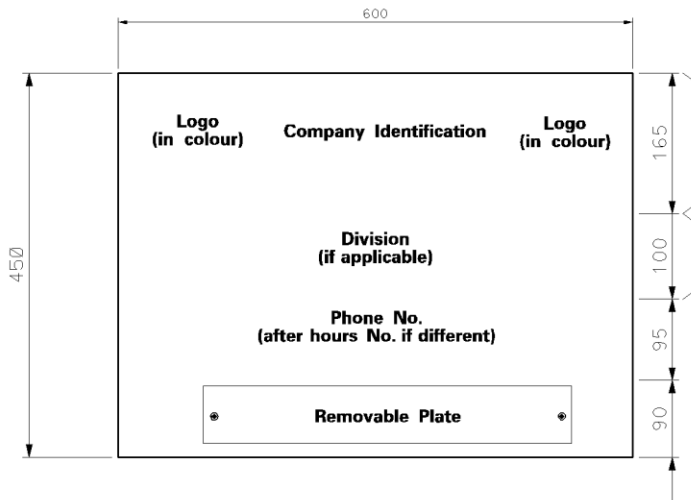 600
Logo
(in colour)
Company Identification
Logo
(in colour)
165
450
Division
(if applicable)
100
Phone No.
(after hours No. if different)
95
Removable Plate
90